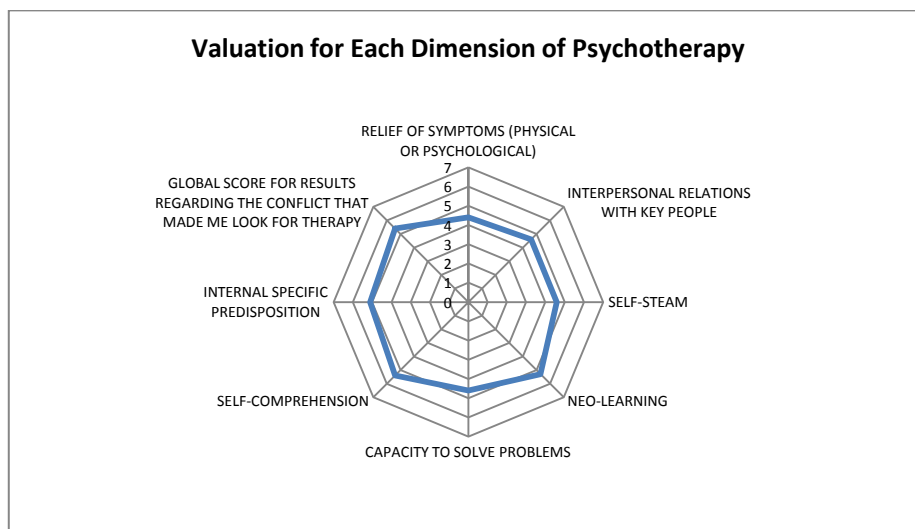 Valuation for Each Dimension of Psychotherapy
RELIEF OF SYMPTOMS (PHYSICAL
OR PSYCHOLOGICAL)
INTERPERSONAL RELATIONS
WITH KEY PEOPLE
SELF-STEAM
NEO-LEARNING
CAPACITY TO SOLVE PROBLEMS
SELF-COMPREHENSION
INTERNAL SPECIFIC
PREDISPOSITION
GLOBAL SCORE FOR RESULTS
REGARDING THE CONFLICT THAT
MADE ME LOOK FOR THERAPY
7
6
5
4
3
2
1
0